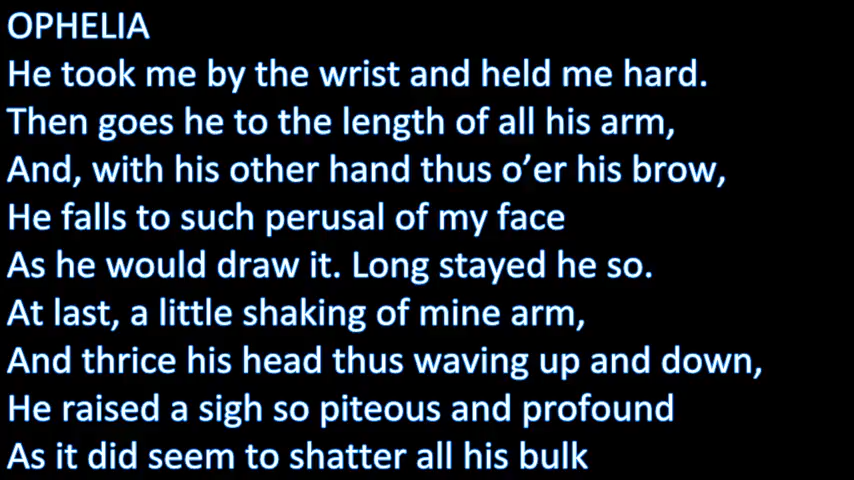 OPHELIA
He took me by the wrist and held me hard.
Then goes he to the length of all his arm,
And, with his other hand thus o’er his brow,
He falls to such perusal of my face
As he would draw it. Long stayed he so.
At last, a little shaking of mine arm,
And thrice his head thus waving up and down,
He raised a sigh so piteous and profound
As it did seem to shatter all his bulk